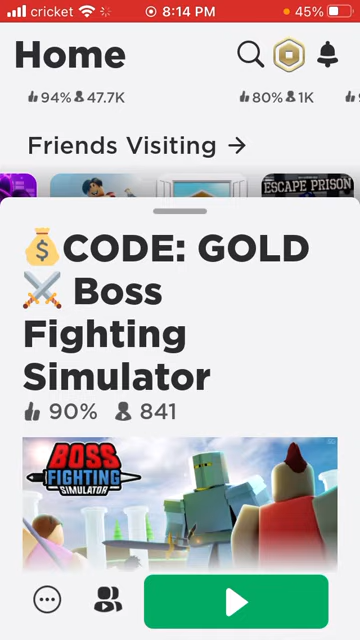 cricket 8:14 PM 45%
Home
94% 47.7K 80% 1K
Friends Visiting →
ESCAPE PRISON
💰CODE: GOLD
⚔️ Boss
Fighting
Simulator
90% 841
BOSS
FIGHTING
SIMULATOR